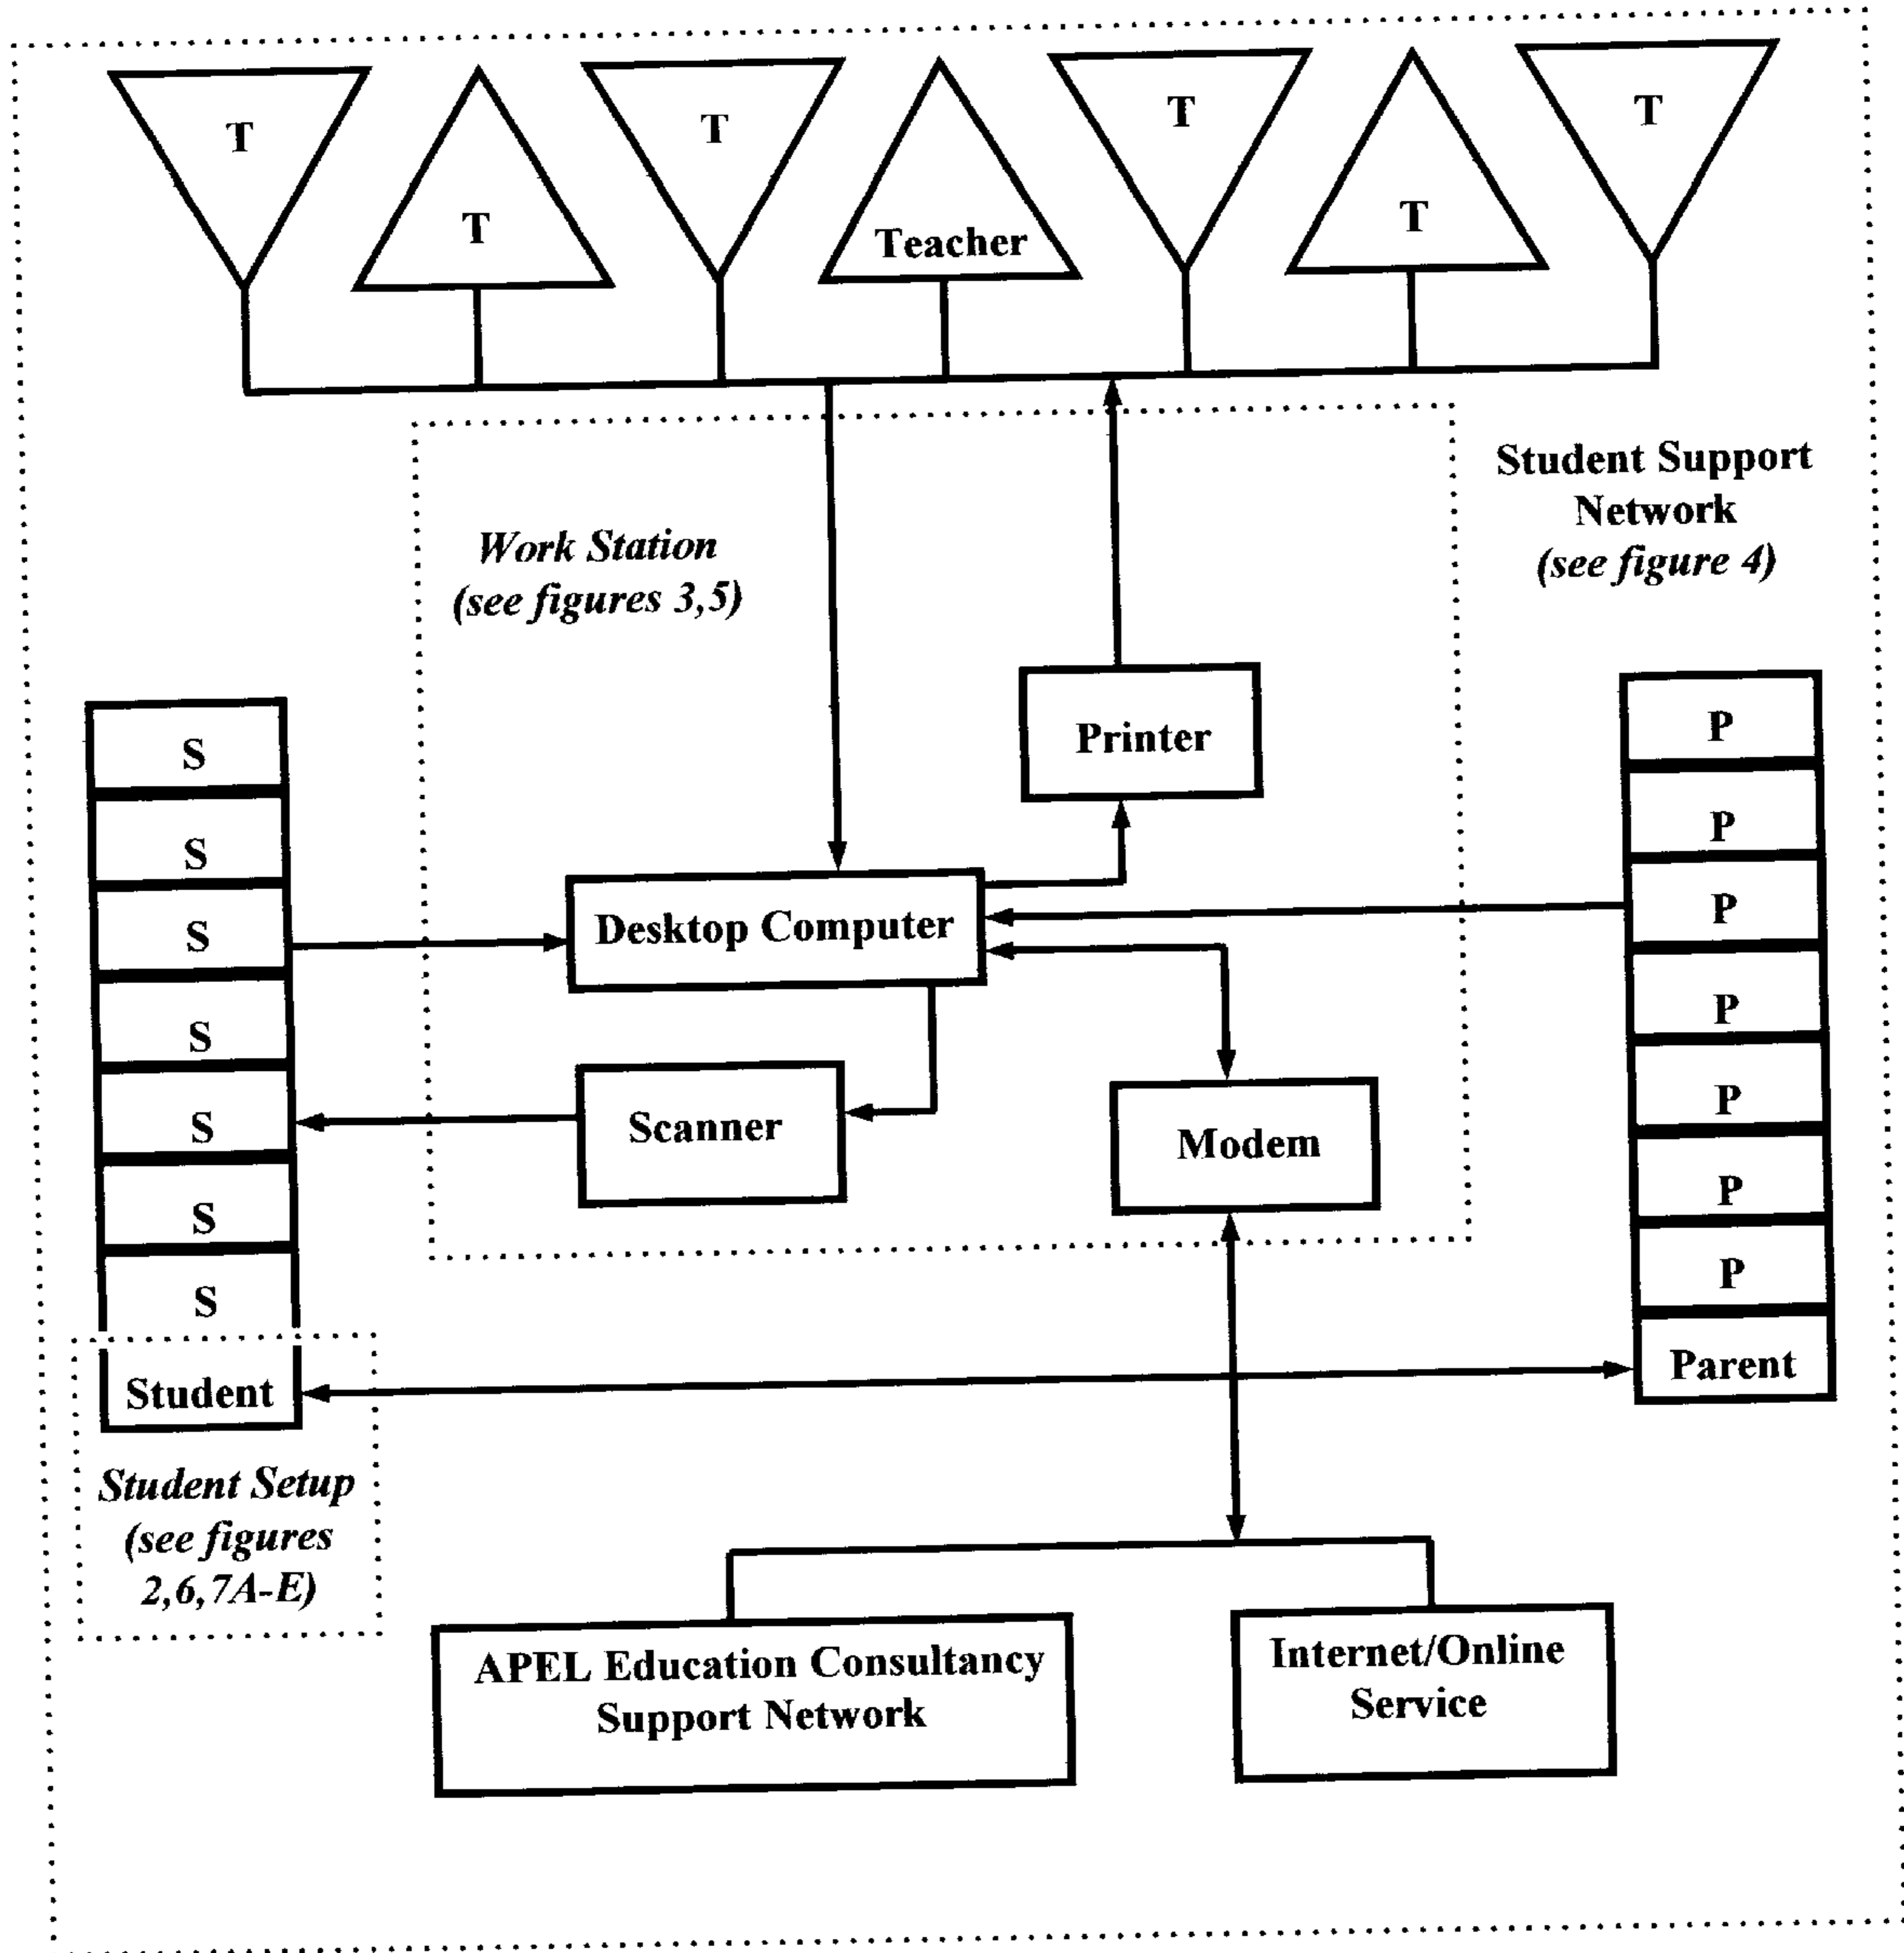 T
T
T
Teacher
T
T
T
Student Support
Network
(see figure 4)
Work Station
(see figures 3,5)
Printer
S
S
S
S
S
S
S
Student
Desktop Computer
Scanner
Modem
P
P
P
P
P
P
P
Parent
Student Setup
(see figures
2,6,7A-E)
APEL Education Consultancy
Support Network
Internet/Online
Service